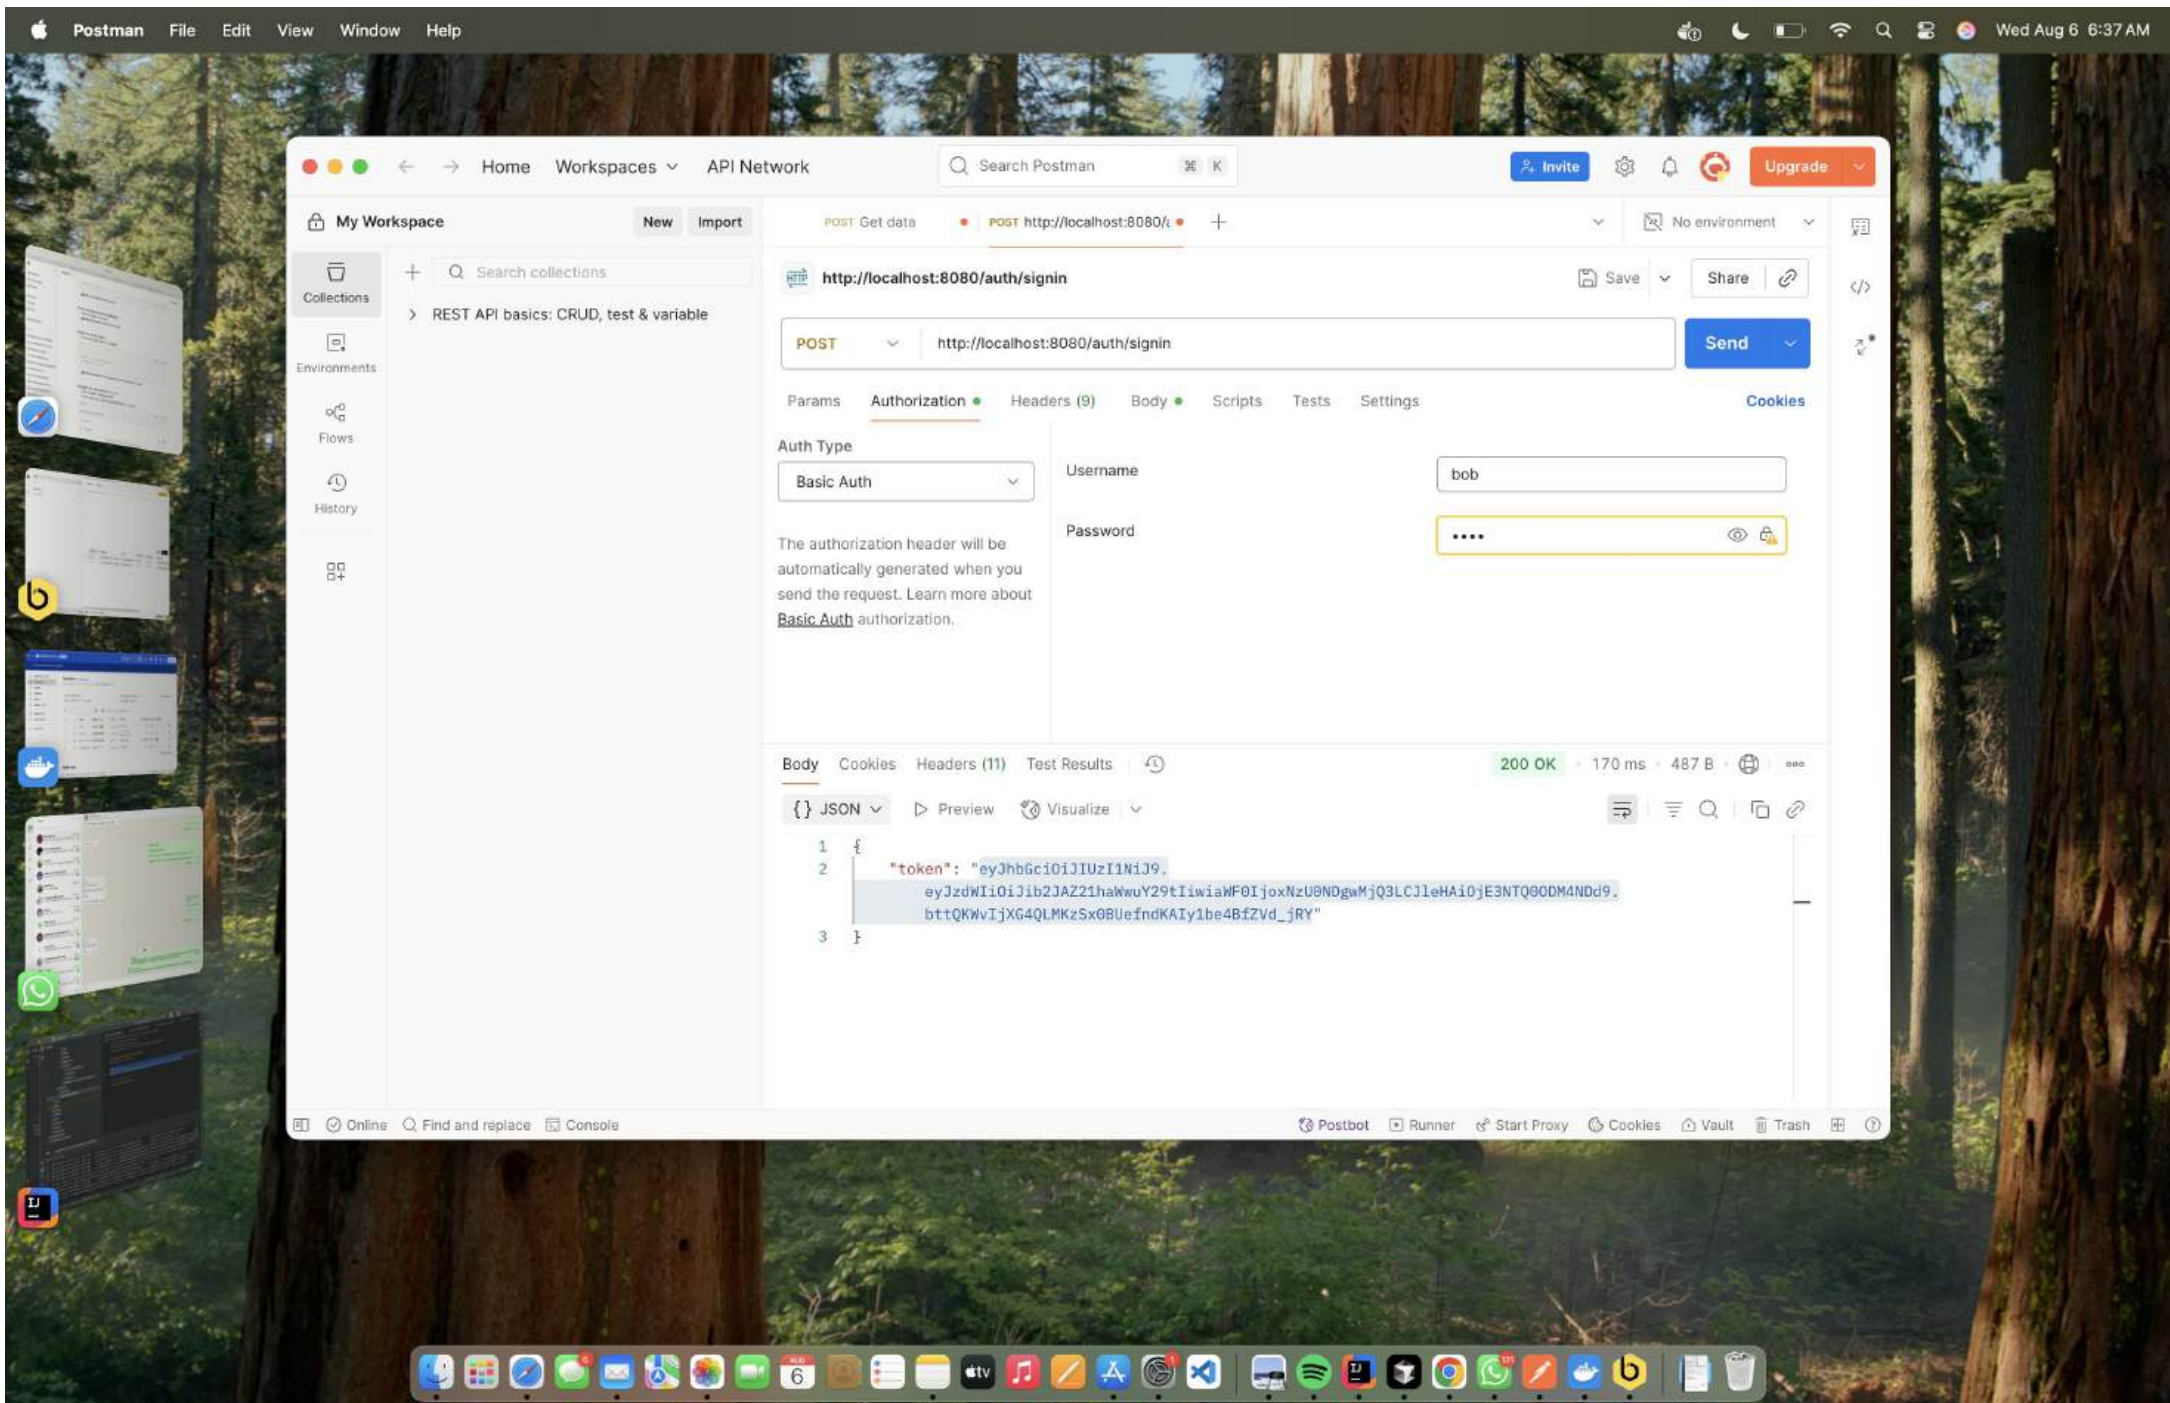 Postman File Edit View Window Help Wed Aug 6 6:37 AM
Home Workspaces API Network Search Postman ⌘ K Invite Upgrade
My Workspace New Import POST Get data POST http://localhost:8080/a No environment
Collections Search collections
REST API basics: CRUD, test & variable
Environments
Flows
History
HTTP http://localhost:8080/auth/signin Save Share
POST http://localhost:8080/auth/signin Send
Params Authorization Headers (9) Body Scripts Tests Settings Cookies
Auth Type
Basic Auth
Username bob
Password ••••
The authorization header will be
automatically generated when you
send the request. Learn more about
Basic Auth authorization.
Body Cookies Headers (11) Test Results 200 OK 170 ms 487 B
{} JSON Preview Visualize
1 {
2 "token": "eyJhbGciOiJIUzI1NiJ9.
eyJzdWIiOiJib2JAZ21haWwuY29tIiwiaWF0IjoxNzU0NDgwMjQ3LCJleHAiOjE3NTQ0ODM4NDd9.
bttQKWvIjXG4QLMKzSx0BUefndKAIy1be4BfZVd_jRY"
3 }
Online Find and replace Console Postbot Runner Start Proxy Cookies Vault Trash
AUG
6
tv